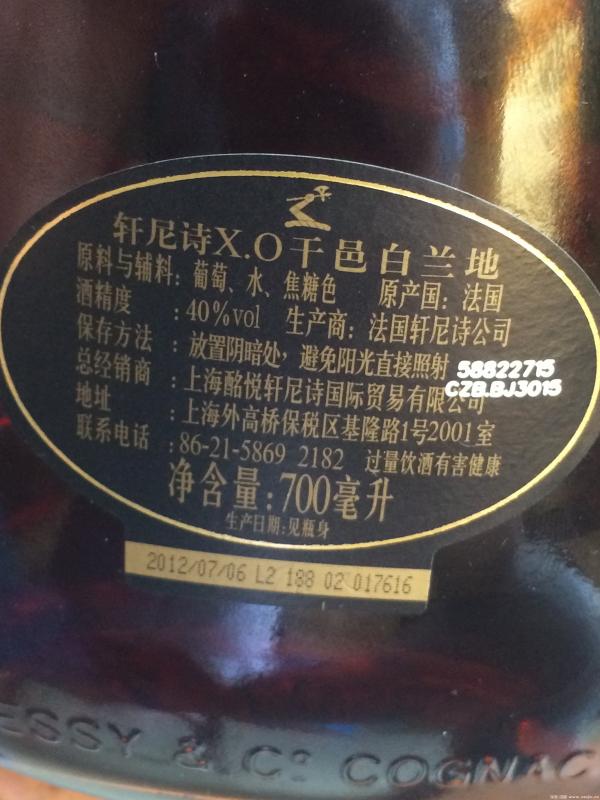 轩尼诗X.O干邑白兰地
原料与辅料：葡萄、水、焦糖色 原产国：法国
酒精度：40%vol 生产商：法国轩尼诗公司
保存方法：放置阴暗处，避免阳光直接照射
58822715
总经销商：上海酩悦轩尼诗国际贸易有限公司
CZB.BJ3015
地址：上海外高桥保税区基隆路1号2001室
联系电话：86-21-5869 2182 过量饮酒有害健康
净含量：700毫升
生产日期：见瓶身
2012/07/06 L2 188 02 017616
ESSY & Cº COGNAC